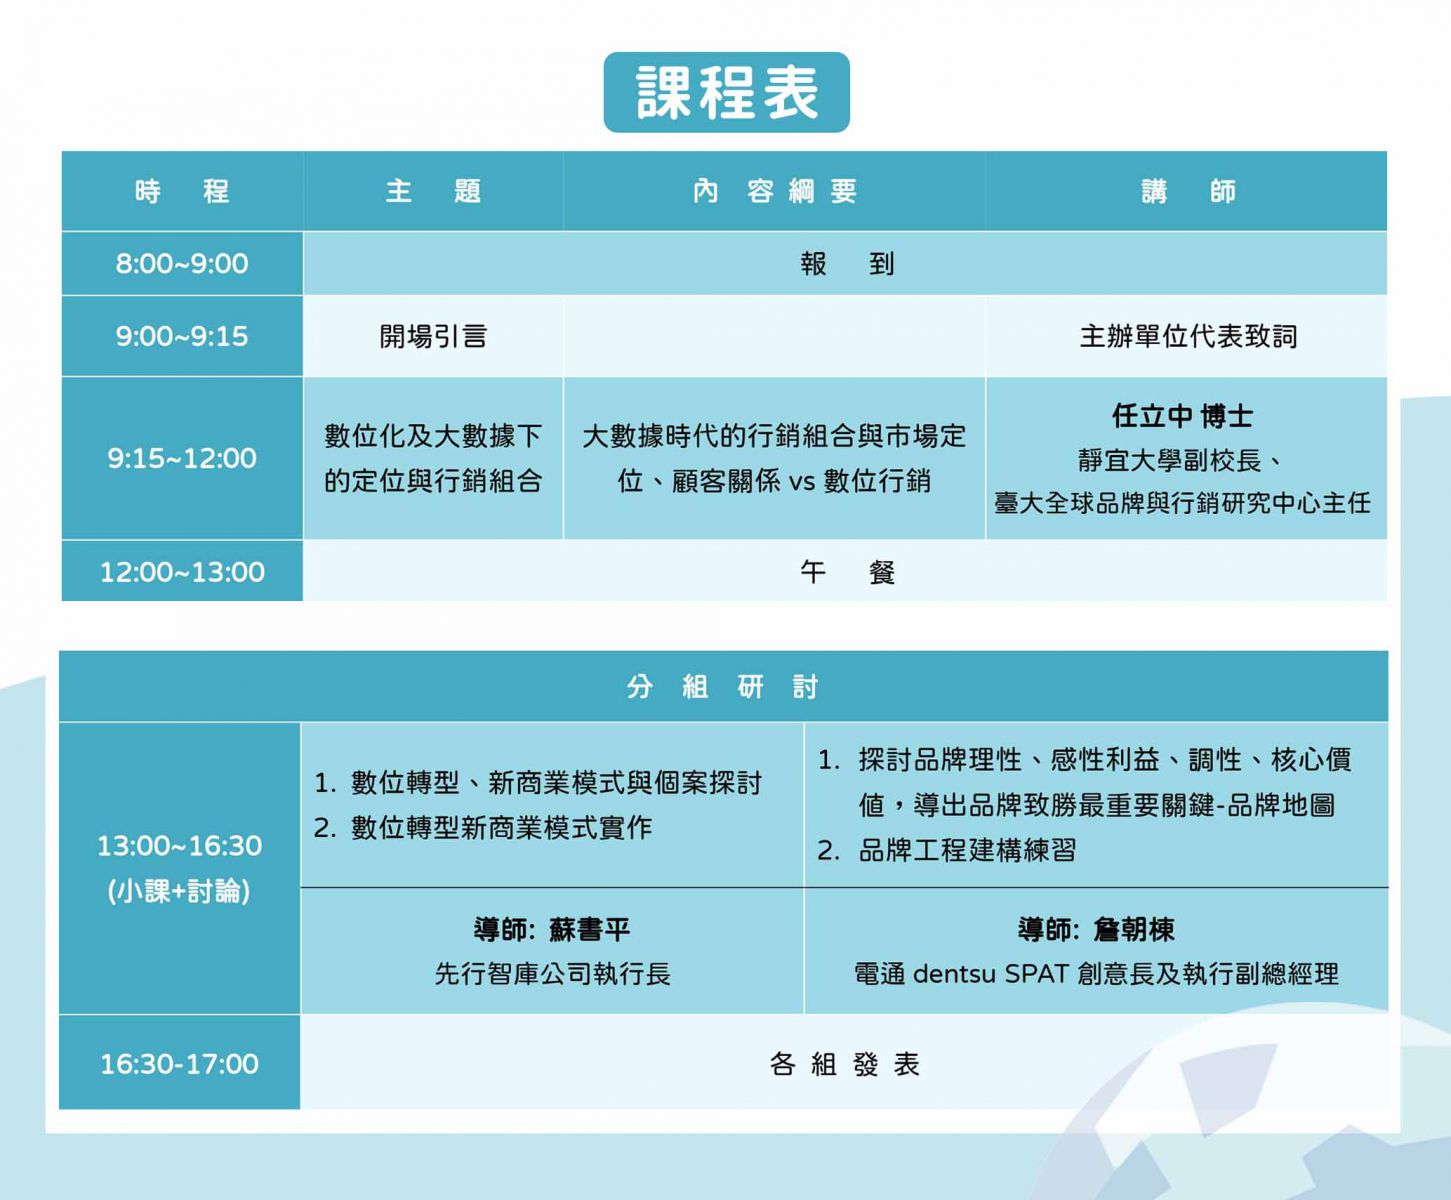 課程表
時 程 主 題 內 容 綱 要 講 師
8:00~9:00 報 到
9:00~9:15 開場引言 主辦單位代表致詞
9:15~12:00
數位化及大數據下
的定位與行銷組合
大數據時代的行銷組合與市場定
位、顧客關係 vs 數位行銷
任立中 博士
靜宜大學副校長、
臺大全球品牌與行銷研究中心主任
12:00~13:00 午 餐
分 組 研 討
13:00~16:30
(小課+討論)
1. 數位轉型、新商業模式與個案探討
2. 數位轉型新商業模式實作
1. 探討品牌理性、感性利益、調性、核心價
值，導出品牌致勝最重要關鍵-品牌地圖
2. 品牌工程建構練習
導師: 蘇書平
先行智庫公司執行長
導師: 詹朝棟
電通 dentsu SPAT 創意長及執行副總經理
16:30-17:00 各 組 發 表